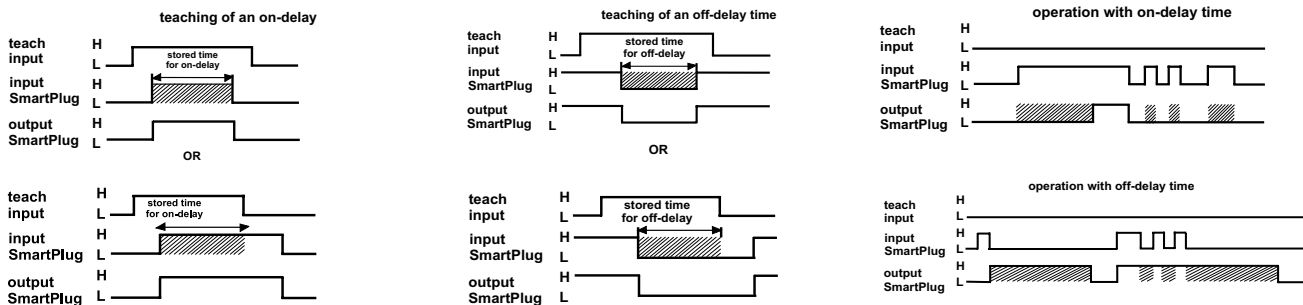 teaching of an on-delay
teach H
input L
stored time
for on-delay
input H
SmartPlug L
output H
SmartPlug L
OR
teach H
input L
stored time
for on-delay
input H
SmartPlug L
output H
SmartPlug L
teaching of an off-delay time
teach H
input L
stored time
for off-delay
input H
SmartPlug L
output H
SmartPlug L
OR
teach H
input L
stored time
for off-delay
input H
SmartPlug L
output H
SmartPlug L
operation with on-delay time
teach H
input L
input H
SmartPlug L
output H
SmartPlug L
operation with off-delay time
teach H
input L
input H
SmartPlug L
output H
SmartPlug L